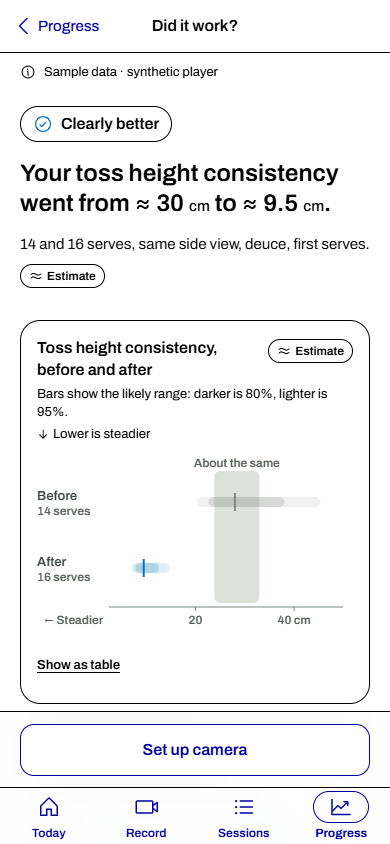 Progress
Did it work?
Sample data · synthetic player
Clearly better
Your toss height consistency
went from ≈ 30 cm to ≈ 9.5 cm.
14 and 16 serves, same side view, deuce, first serves.
≈ Estimate
Toss height consistency,
before and after
≈ Estimate
Bars show the likely range: darker is 80%, lighter is
95%.
↓ Lower is steadier
About the same
Before
14 serves
After
16 serves
← Steadier
20
40 cm
Show as table
Set up camera
Today
Record
Sessions
Progress